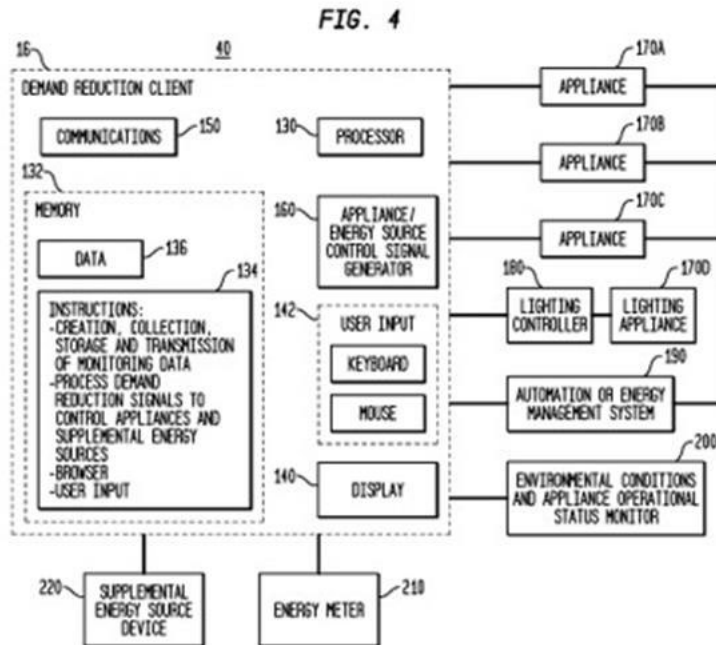 FIG. 4
16
40
170A
DEMAND REDUCTION CLIENT
APPLIANCE
COMMUNICATIONS
150
130
PROCESSOR
170B
APPLIANCE
132
MEMORY
160
APPLIANCE/
ENERGY SOURCE
CONTROL SIGNAL
GENERATOR
170C
APPLIANCE
DATA
136
134
INSTRUCTIONS:
-CREATION, COLLECTION,
STORAGE AND TRANSMISSION
OF MONITORING DATA
-PROCESS DEMAND
REDUCTION SIGNALS TO
CONTROL APPLIANCES AND
SUPPLEMENTAL ENERGY
SOURCES
-BROWSER
-USER INPUT
142
USER INPUT
KEYBOARD
MOUSE
180
170D
LIGHTING
CONTROLLER
LIGHTING
APPLIANCE
190
AUTOMATION OR ENERGY
MANAGEMENT SYSTEM
140
DISPLAY
200
ENVIRONMENTAL CONDITIONS
AND APPLIANCE OPERATIONAL
STATUS MONITOR
220
SUPPLEMENTAL
ENERGY SOURCE
DEVICE
ENERGY METER
210